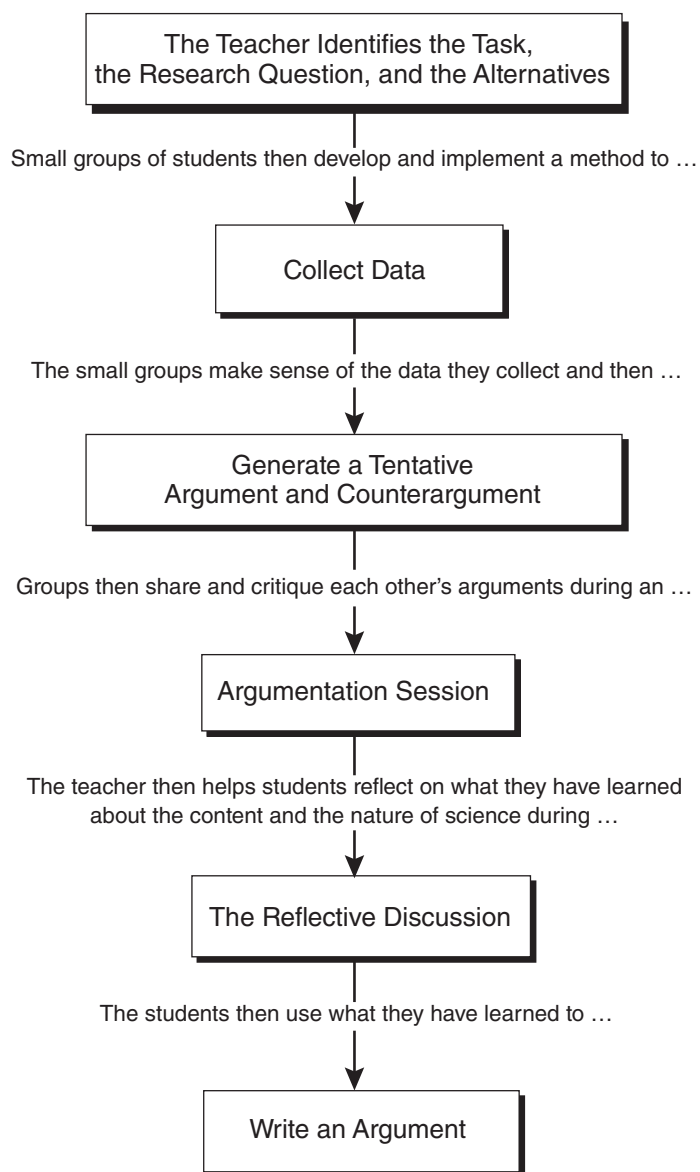 The Teacher Identifies the Task,
the Research Question, and the Alternatives
Small groups of students then develop and implement a method to …
Collect Data
The small groups make sense of the data they collect and then …
Generate a Tentative
Argument and Counterargument
Groups then share and critique each other’s arguments during an …
Argumentation Session
The teacher then helps students reflect on what they have learned
about the content and the nature of science during …
The Reflective Discussion
The students then use what they have learned to …
Write an Argument